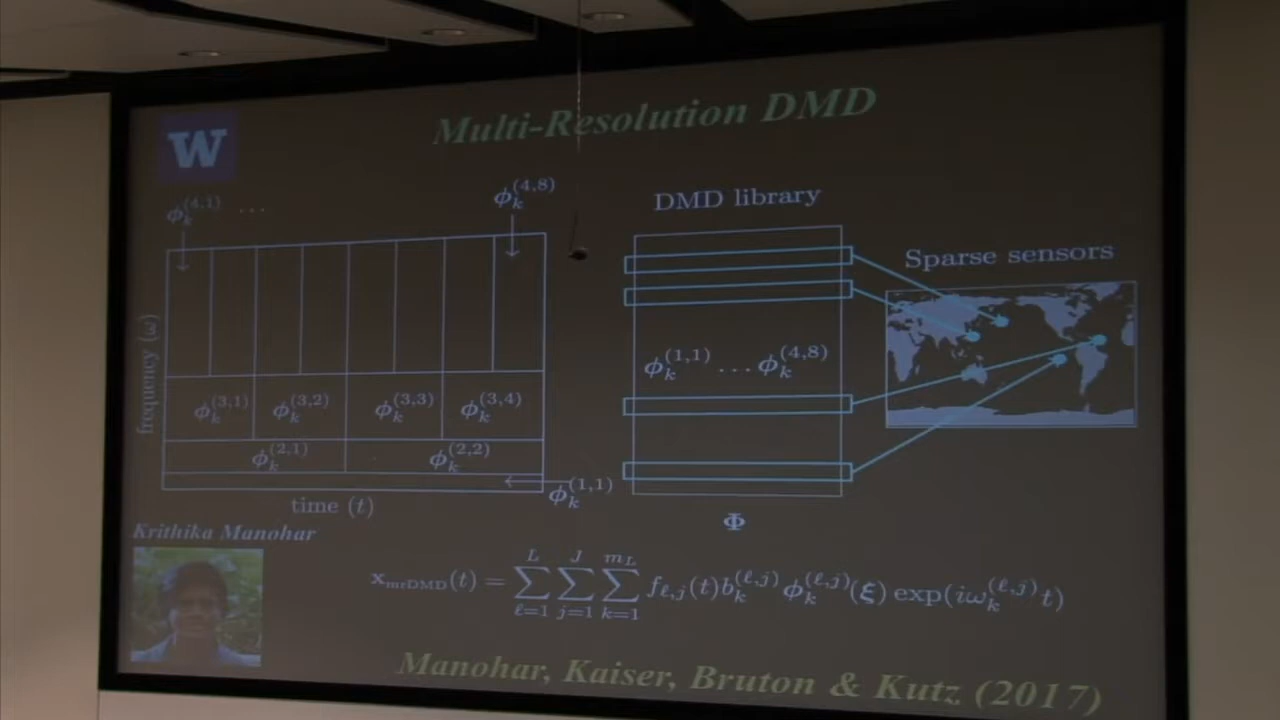 Multi-Resolution DMD
W
ϕ_k^(4,1) ...
ϕ_k^(4,8)
frequency (ω)
ϕ_k^(3,1) ϕ_k^(3,2) ϕ_k^(3,3) ϕ_k^(3,4)
ϕ_k^(2,1) ϕ_k^(2,2)
ϕ_k^(1,1)
time (t)
DMD library
ϕ_k^(1,1) ... ϕ_k^(4,8)
Φ
Sparse sensors
Krithika Manohar
x_mrDMD(t) = ∑_{ℓ=1}^{L} ∑_{j=1}^{J} ∑_{k=1}^{m_L} f_{ℓ,j}(t) b_k^(ℓ,j) ϕ_k^(ℓ,j)(ξ) exp(iω_k^(ℓ,j) t)
Manohar, Kaiser, Bruton & Kutz (2017)